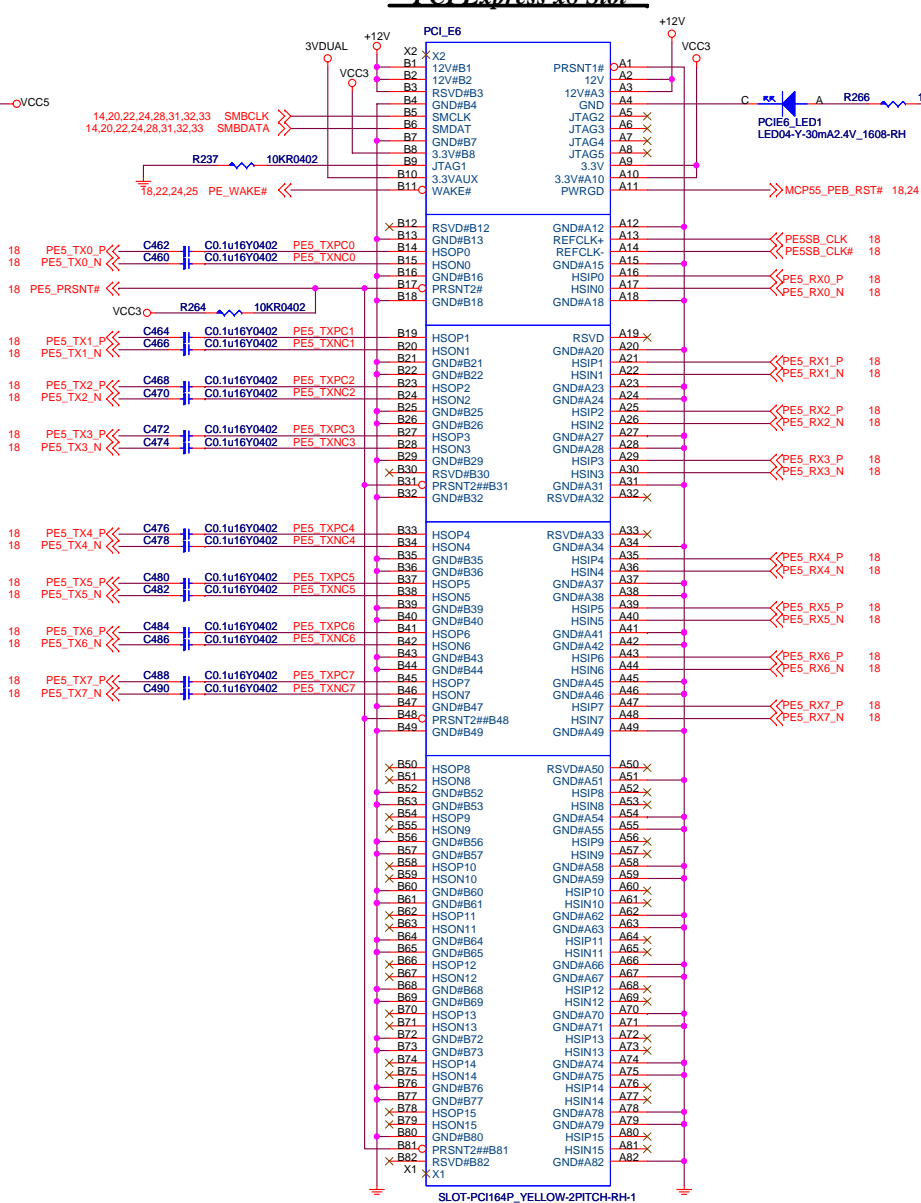 PCI Express x8 Slot
PCI_E6
+12V
+12V
3VDUAL
VCC3
VCC3
VCC5
X2 X2
B1 12V#B1 PRSNT1# A1
B2 12V#B2 12V A2
B3 RSVD#B3 12V#A3 A3
B4 GND#B4 GND A4 C A R266
14,20,22,24,28,31,32,33 SMBCLK B5 SMCLK JTAG2 A5 PCIE6_LED1
14,20,22,24,28,31,32,33 SMBDATA B6 SMDAT JTAG3 A6 LED04-Y-30mA2.4V_1608-RH
B7 GND#B7 JTAG4 A7
B8 3.3V#B8 JTAG5 A8
R237 10KR0402 B9 JTAG1 3.3V A9
B10 3.3VAUX 3.3V#A10 A10
18,22,24,25 PE_WAKE# B11 WAKE# PWRGD A11 MCP55_PEB_RST# 18,24
B12 RSVD#B12 GND#A12 A12
B13 GND#B13 REFCLK+ A13 PE5SB_CLK 18
18 PE5_TX0_P C462 C0.1u16Y0402 PE5_TXPC0 B14 HSOP0 REFCLK- A14 PE5SB_CLK# 18
18 PE5_TX0_N C460 C0.1u16Y0402 PE5_TXNC0 B15 HSON0 GND#A15 A15
B16 GND#B16 HSIP0 A16 PE5_RX0_P 18
18 PE5_PRSNT# B17 PRSNT2# HSIN0 A17 PE5_RX0_N 18
B18 GND#B18 GND#A18 A18
VCC3 R264 10KR0402
18 PE5_TX1_P C464 C0.1u16Y0402 PE5_TXPC1 B19 HSOP1 RSVD A19
18 PE5_TX1_N C466 C0.1u16Y0402 PE5_TXNC1 B20 HSON1 GND#A20 A20
B21 GND#B21 HSIP1 A21 PE5_RX1_P 18
B22 GND#B22 HSIN1 A22 PE5_RX1_N 18
18 PE5_TX2_P C468 C0.1u16Y0402 PE5_TXPC2 B23 HSOP2 GND#A23 A23
18 PE5_TX2_N C470 C0.1u16Y0402 PE5_TXNC2 B24 HSON2 GND#A24 A24
B25 GND#B25 HSIP2 A25 PE5_RX2_P 18
B26 GND#B26 HSIN2 A26 PE5_RX2_N 18
18 PE5_TX3_P C472 C0.1u16Y0402 PE5_TXPC3 B27 HSOP3 GND#A27 A27
18 PE5_TX3_N C474 C0.1u16Y0402 PE5_TXNC3 B28 HSON3 GND#A28 A28
B29 GND#B29 HSIP3 A29 PE5_RX3_P 18
B30 RSVD#B30 HSIN3 A30 PE5_RX3_N 18
B31 PRSNT2##B31 GND#A31 A31
B32 GND#B32 RSVD#A32 A32
18 PE5_TX4_P C476 C0.1u16Y0402 PE5_TXPC4 B33 HSOP4 RSVD#A33 A33
18 PE5_TX4_N C478 C0.1u16Y0402 PE5_TXNC4 B34 HSON4 GND#A34 A34
B35 GND#B35 HSIP4 A35 PE5_RX4_P 18
B36 GND#B36 HSIN4 A36 PE5_RX4_N 18
18 PE5_TX5_P C480 C0.1u16Y0402 PE5_TXPC5 B37 HSOP5 GND#A37 A37
18 PE5_TX5_N C482 C0.1u16Y0402 PE5_TXNC5 B38 HSON5 GND#A38 A38
B39 GND#B39 HSIP5 A39 PE5_RX5_P 18
B40 GND#B40 HSIN5 A40 PE5_RX5_N 18
18 PE5_TX6_P C484 C0.1u16Y0402 PE5_TXPC6 B41 HSOP6 GND#A41 A41
18 PE5_TX6_N C486 C0.1u16Y0402 PE5_TXNC6 B42 HSON6 GND#A42 A42
B43 GND#B43 HSIP6 A43 PE5_RX6_P 18
B44 GND#B44 HSIN6 A44 PE5_RX6_N 18
18 PE5_TX7_P C488 C0.1u16Y0402 PE5_TXPC7 B45 HSOP7 GND#A45 A45
18 PE5_TX7_N C490 C0.1u16Y0402 PE5_TXNC7 B46 HSON7 GND#A46 A46
B47 GND#B47 HSIP7 A47 PE5_RX7_P 18
B48 PRSNT2##B48 HSIN7 A48 PE5_RX7_N 18
B49 GND#B49 GND#A49 A49
B50 HSOP8 RSVD#A50 A50
B51 HSON8 GND#A51 A51
B52 GND#B52 HSIP8 A52
B53 GND#B53 HSIN8 A53
B54 HSOP9 GND#A54 A54
B55 HSON9 GND#A55 A55
B56 GND#B56 HSIP9 A56
B57 GND#B57 HSIN9 A57
B58 HSOP10 GND#A58 A58
B59 HSON10 GND#A59 A59
B60 GND#B60 HSIP10 A60
B61 GND#B61 HSIN10 A61
B62 HSOP11 GND#A62 A62
B63 HSON11 GND#A63 A63
B64 GND#B64 HSIP11 A64
B65 GND#B65 HSIN11 A65
B66 HSOP12 GND#A66 A66
B67 HSON12 GND#A67 A67
B68 GND#B68 HSIP12 A68
B69 GND#B69 HSIN12 A69
B70 HSOP13 GND#A70 A70
B71 HSON13 GND#A71 A71
B72 GND#B72 HSIP13 A72
B73 GND#B73 HSIN13 A73
B74 HSOP14 GND#A74 A74
B75 HSON14 GND#A75 A75
B76 GND#B76 HSIP14 A76
B77 GND#B77 HSIN14 A77
B78 HSOP15 GND#A78 A78
B79 HSON15 GND#A79 A79
B80 GND#B80 HSIP15 A80
B81 PRSNT2##B81 HSIN15 A81
B82 RSVD#B82 GND#A82 A82
X1 X1
SLOT-PCI164P_YELLOW-2PITCH-RH-1